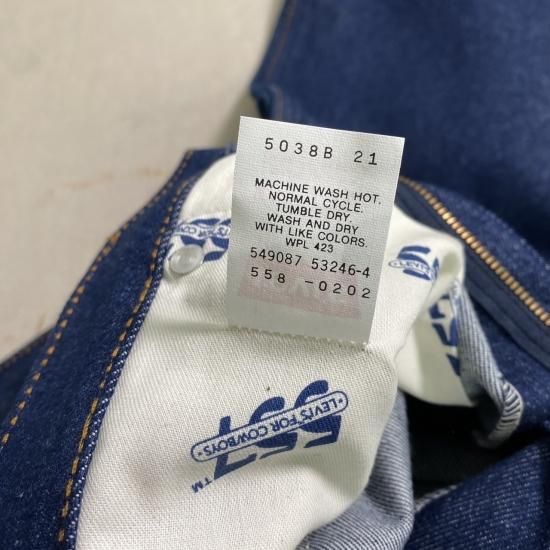 5038B 21
MACHINE WASH HOT.
NORMAL CYCLE.
TUMBLE DRY.
WASH AND DRY
WITH LIKE COLORS.
WPL 423
549087 53246-4
558 -0202
557™
• LEVI'S FOR COWBOYS •